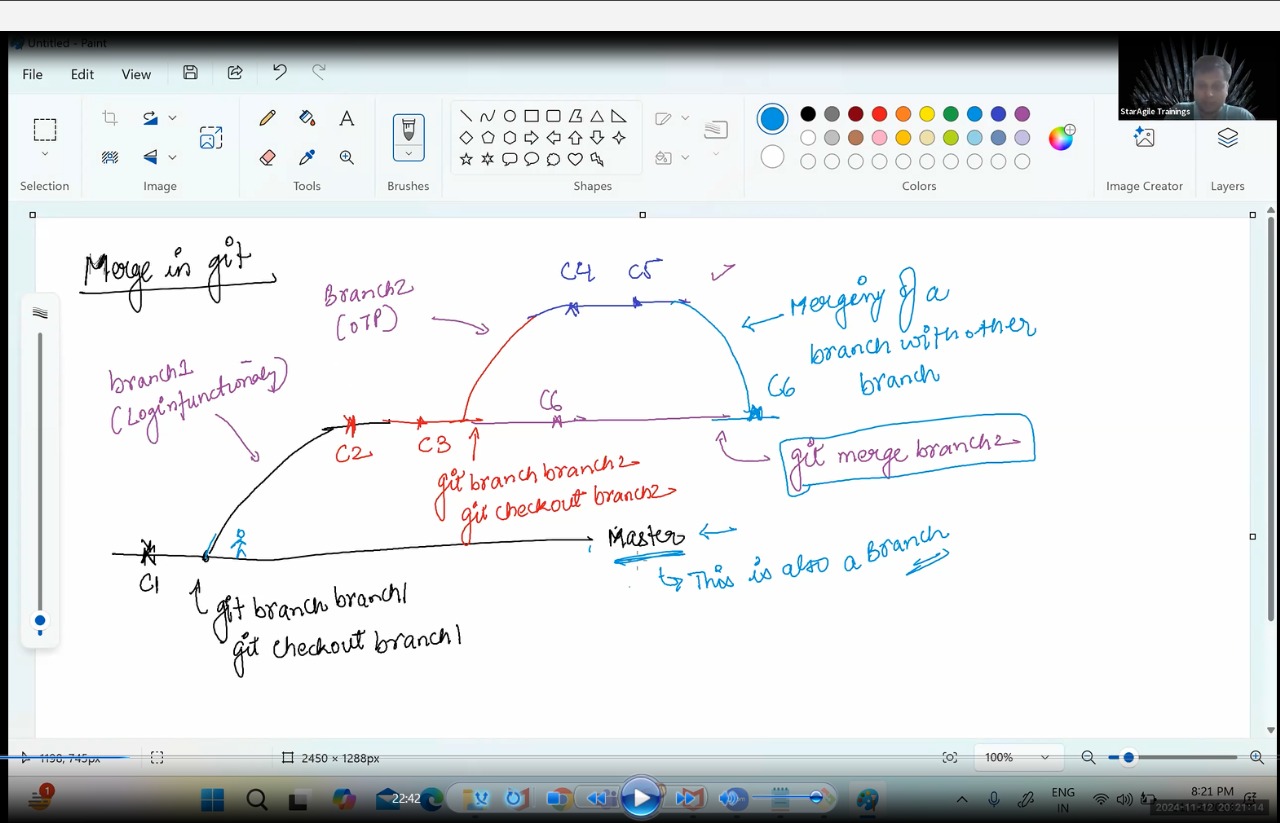 Untitled - Paint
File Edit View
StarAgile Trainings
Selection Image Tools Brushes Shapes Colors Image Creator Layers
Merge in git
Branch2
(OTP)
C4 C5
Merging of a
branch with other
branch
branch1
(Login functionality)
C6 C6
C2 C3
git merge branch2
git branch branch2
git checkout branch2
Master
This is also a Branch
C1
git branch branch1
git checkout branch1
1198, 745px 2450 × 1288px 100%
1
22:42
ENG
IN
8:21 PM
2024-11-12 20:21:14